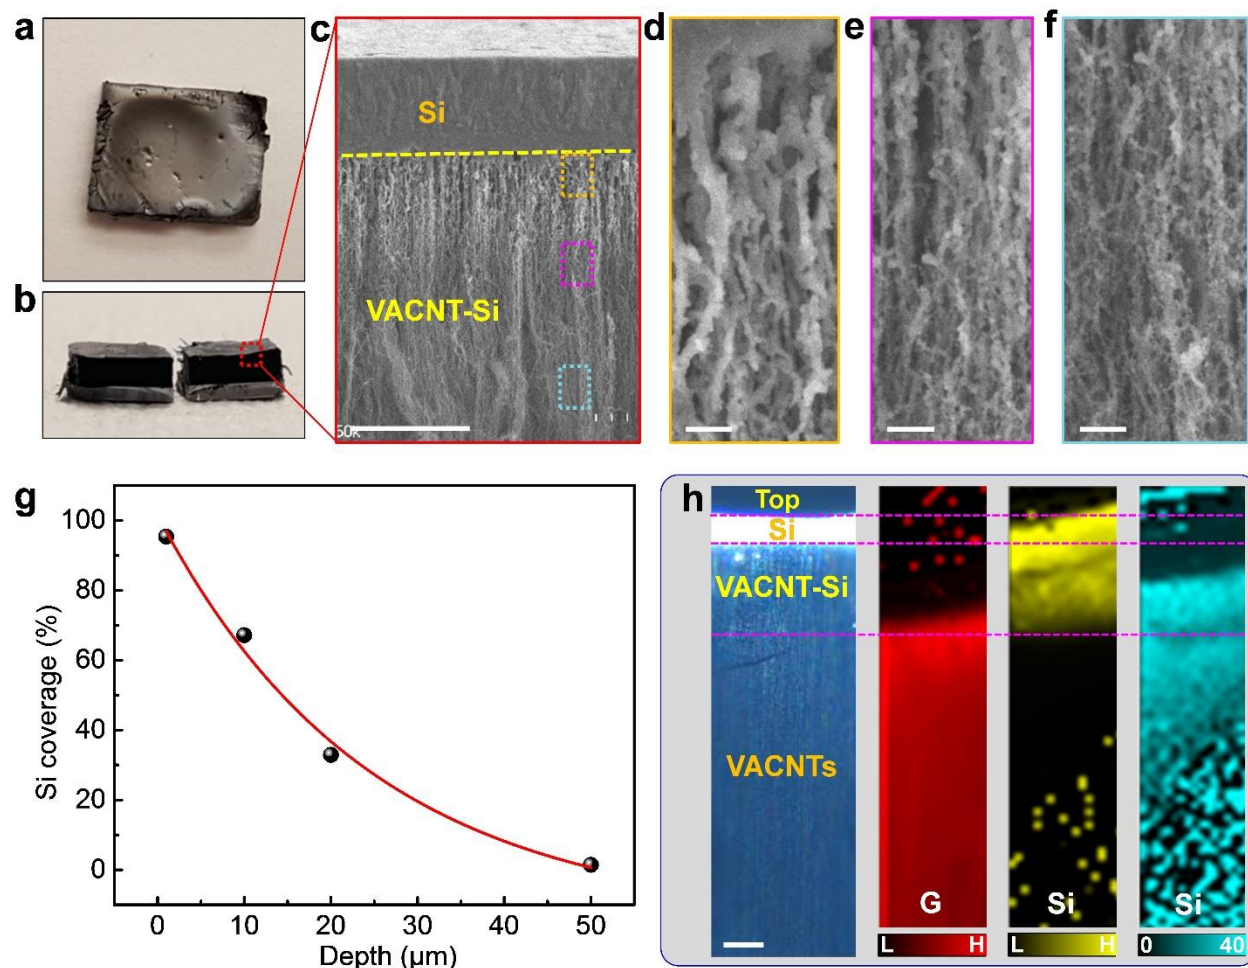 a
b
c
Si
VACNT-Si
50k
d
e
f
g
Si coverage (%)
100
80
60
40
20
0
0 10 20 30 40 50
Depth (μm)
h
Top
Si
VACNT-Si
VACNTs
G
Si
Si
L H
L H
0 40